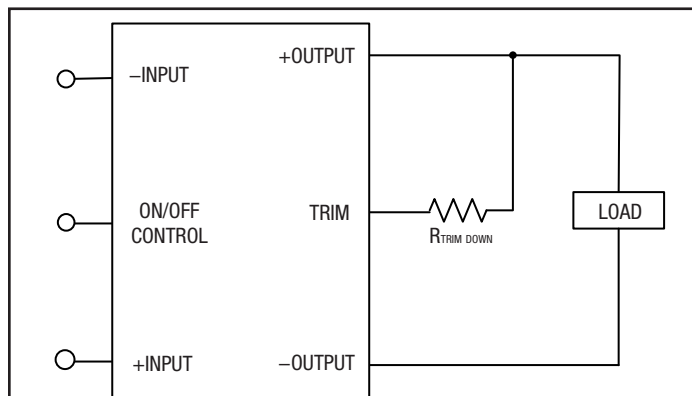 –INPUT
+OUTPUT
ON/OFF
CONTROL
TRIM
RTRIM DOWN
LOAD
+INPUT
–OUTPUT